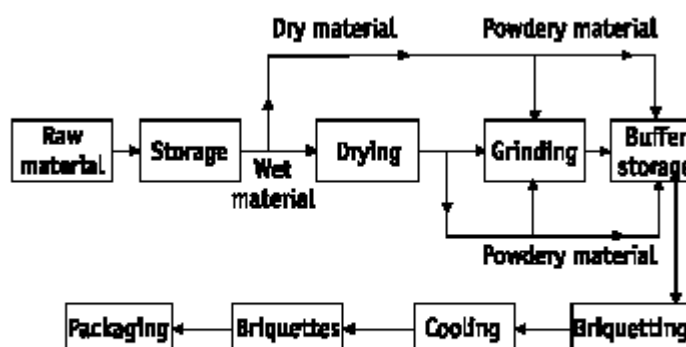 Dry material
Powdery material
Raw
material
Storage
Wet
material
Drying
Grinding
Buffer
storage
Powdery material
Packaging
Briquettes
Cooling
Briquetting